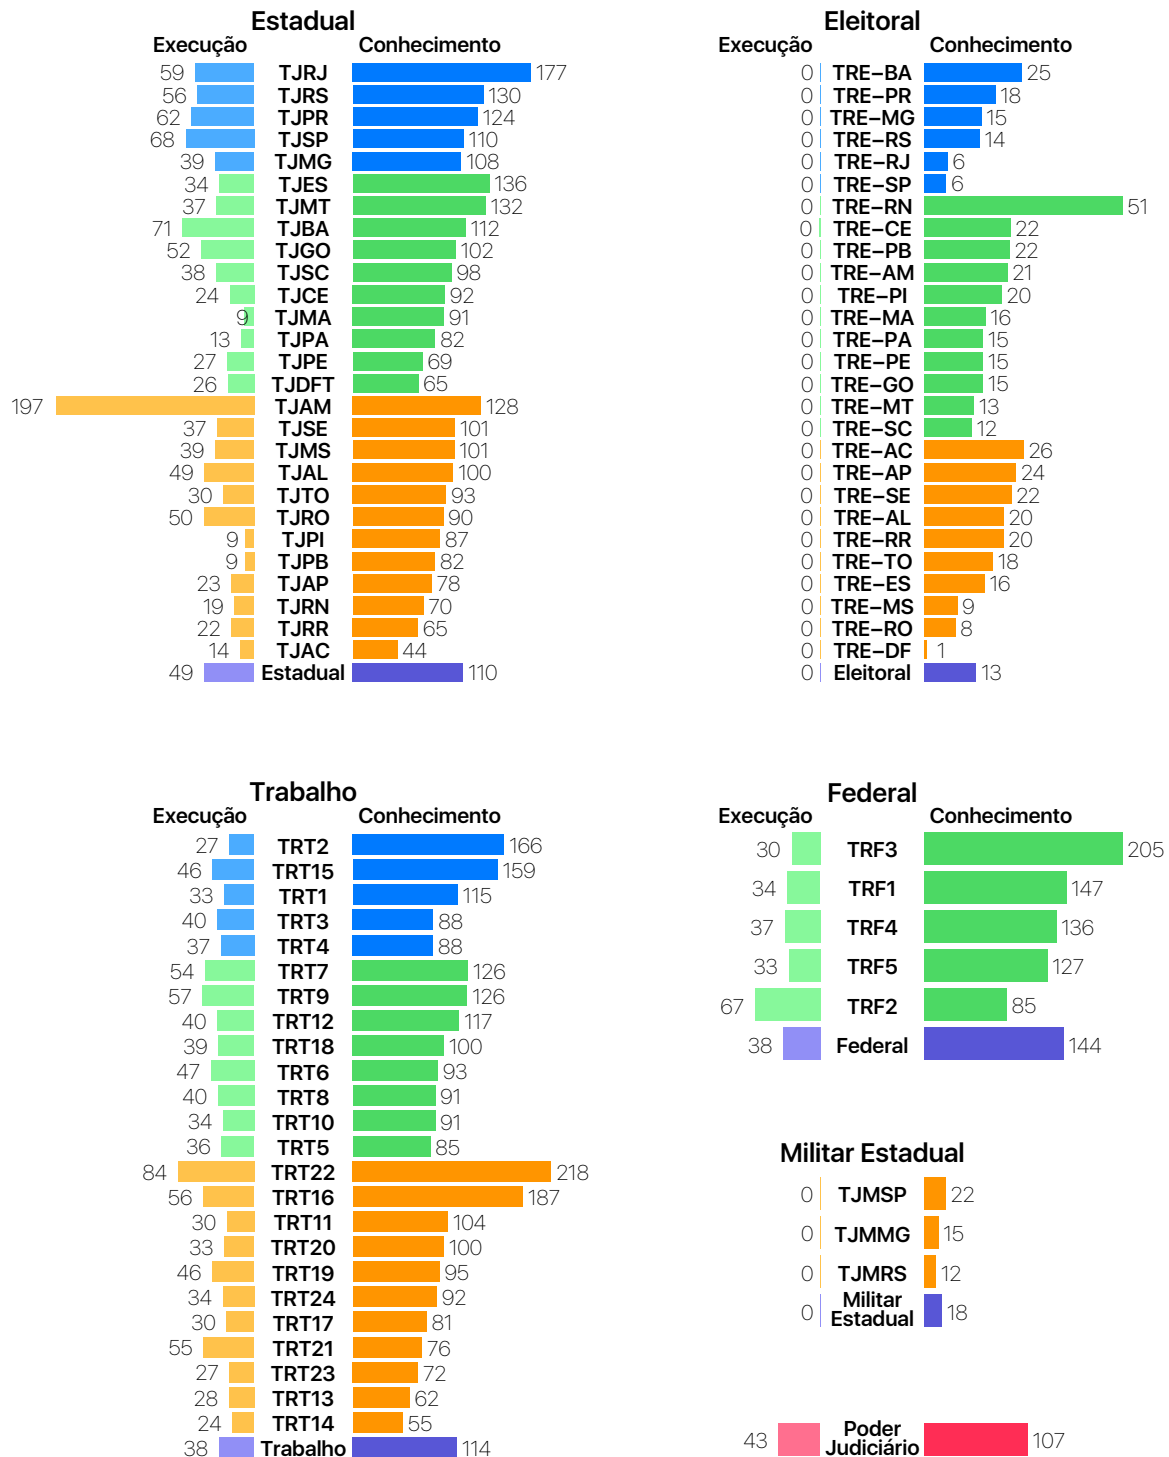 Estadual
Execução Conhecimento
59 TJRJ 177
56 TJRS 130
62 TJPR 124
68 TJSP 110
39 TJMG 108
34 TJES 136
37 TJMT 132
71 TJBA 112
52 TJGO 102
38 TJSC 98
24 TJCE 92
9 TJMA 91
13 TJPA 82
27 TJPE 69
26 TJDFT 65
197 TJAM 128
37 TJSE 101
39 TJMS 101
49 TJAL 100
30 TJTO 93
50 TJRO 90
9 TJPI 87
9 TJPB 82
23 TJAP 78
19 TJRN 70
22 TJRR 65
14 TJAC 44
49 Estadual 110
Eleitoral
Execução Conhecimento
0 TRE–BA 25
0 TRE–PR 18
0 TRE–MG 15
0 TRE–RS 14
0 TRE–RJ 6
0 TRE–SP 6
0 TRE–RN 51
0 TRE–CE 22
0 TRE–PB 22
0 TRE–AM 21
0 TRE–PI 20
0 TRE–MA 16
0 TRE–PA 15
0 TRE–PE 15
0 TRE–GO 15
0 TRE–MT 13
0 TRE–SC 12
0 TRE–AC 26
0 TRE–AP 24
0 TRE–SE 22
0 TRE–AL 20
0 TRE–RR 20
0 TRE–TO 18
0 TRE–ES 16
0 TRE–MS 9
0 TRE–RO 8
0 TRE–DF 1
0 Eleitoral 13
Trabalho
Execução Conhecimento
27 TRT2 166
46 TRT15 159
33 TRT1 115
40 TRT3 88
37 TRT4 88
54 TRT7 126
57 TRT9 126
40 TRT12 117
39 TRT18 100
47 TRT6 93
40 TRT8 91
34 TRT10 91
36 TRT5 85
84 TRT22 218
56 TRT16 187
30 TRT11 104
33 TRT20 100
46 TRT19 95
34 TRT24 92
30 TRT17 81
55 TRT21 76
27 TRT23 72
28 TRT13 62
24 TRT14 55
38 Trabalho 114
Federal
Execução Conhecimento
30 TRF3 205
34 TRF1 147
37 TRF4 136
33 TRF5 127
67 TRF2 85
38 Federal 144
Militar Estadual
0 TJMSP 22
0 TJMMG 15
0 TJMRS 12
Militar
0 Estadual 18
Poder
43 Judiciário 107